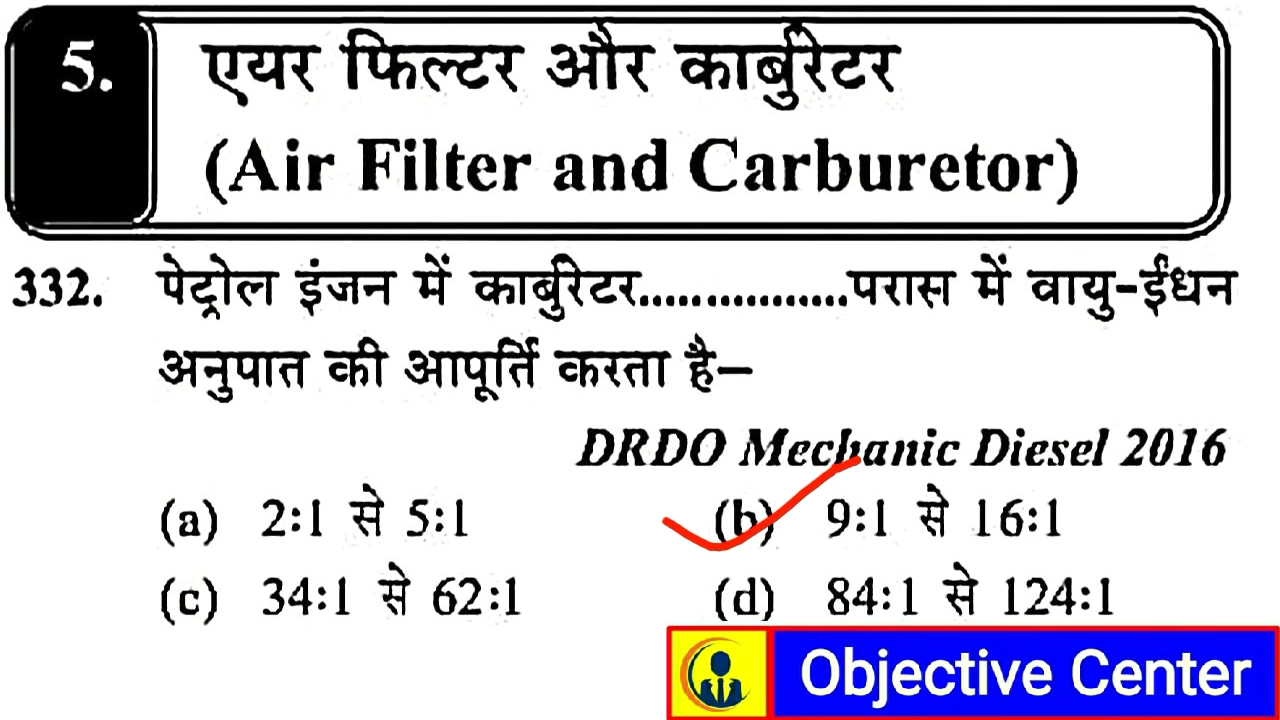 5. एयर फिल्टर और कार्बुरेटर
(Air Filter and Carburetor)
332. पेट्रोल इंजन में कार्बुरेटर................परास में वायु-ईंधन
अनुपात की आपूर्ति करता है–
DRDO Mechanic Diesel 2016
(a) 2:1 से 5:1 (b) 9:1 से 16:1
(c) 34:1 से 62:1 (d) 84:1 से 124:1
Objective Center